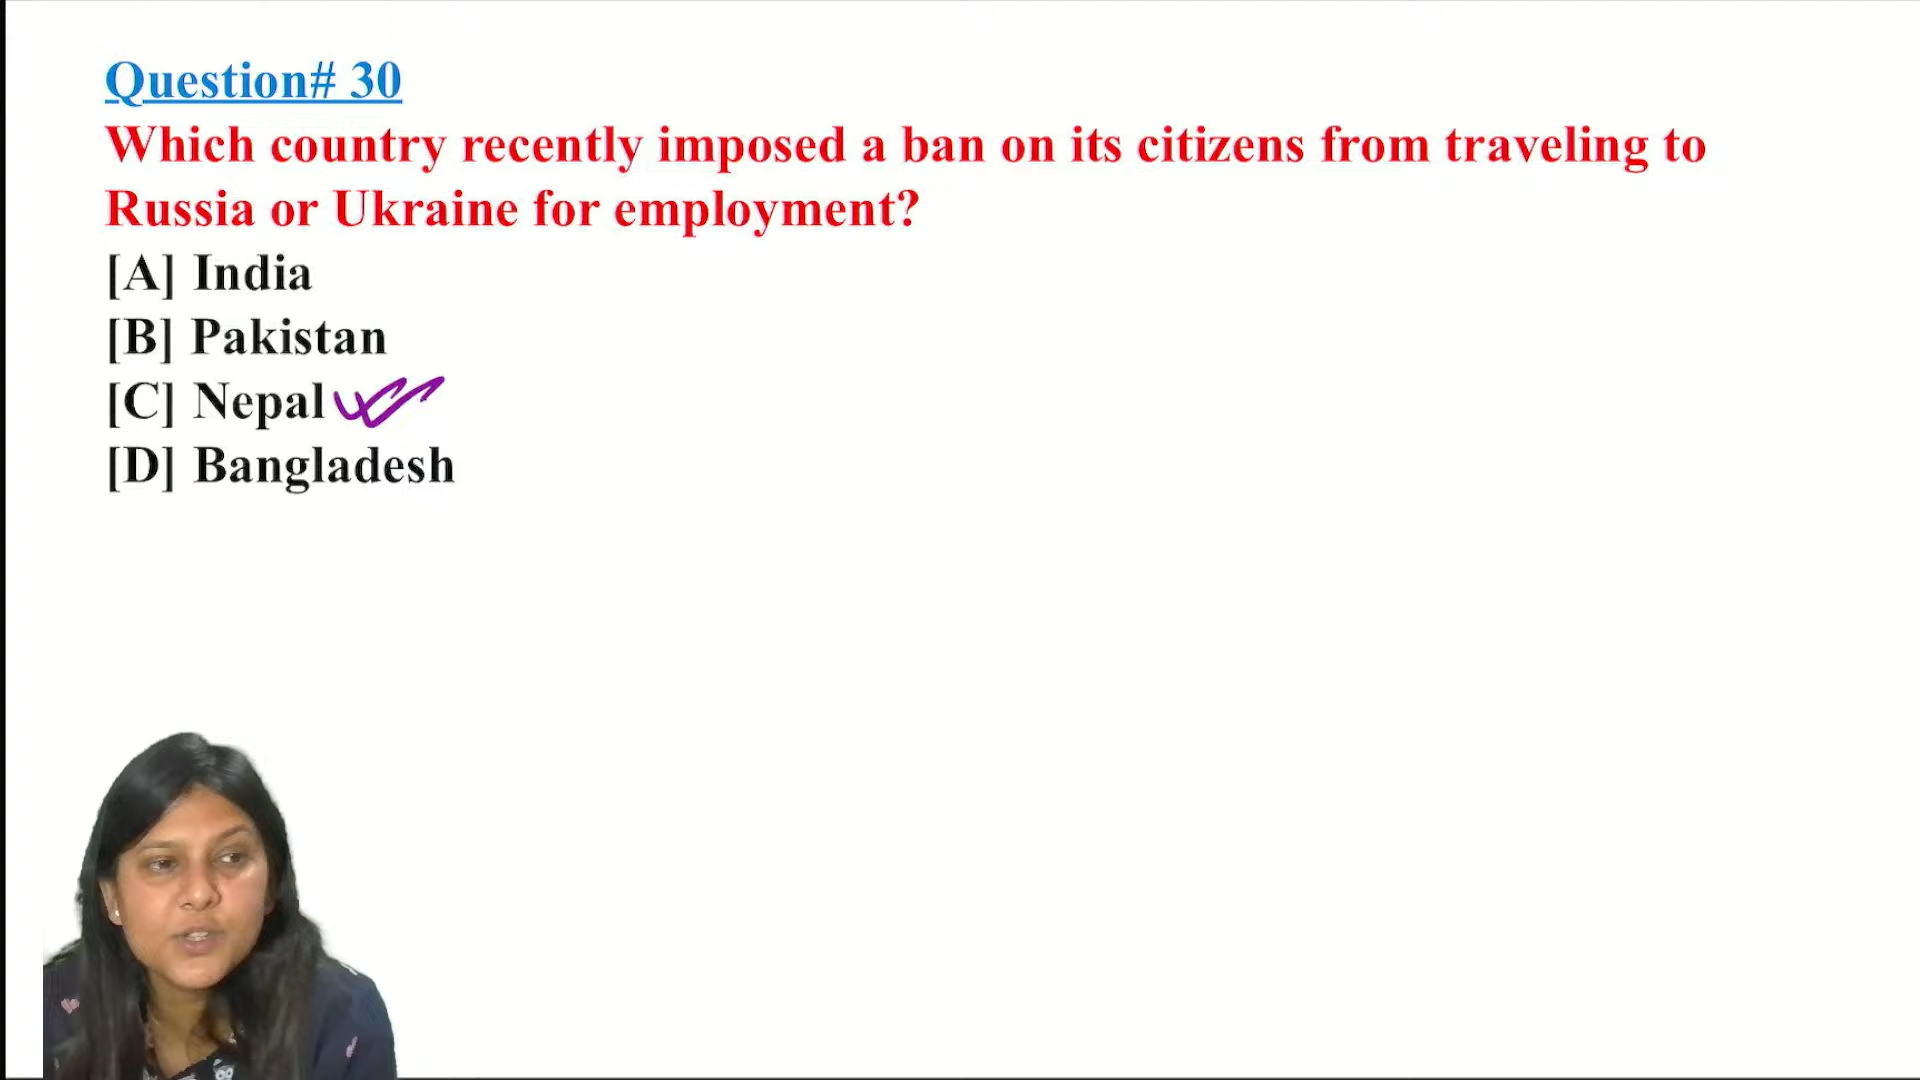 Question# 30
Which country recently imposed a ban on its citizens from traveling to
Russia or Ukraine for employment?
[A] India
[B] Pakistan
[C] Nepal
[D] Bangladesh